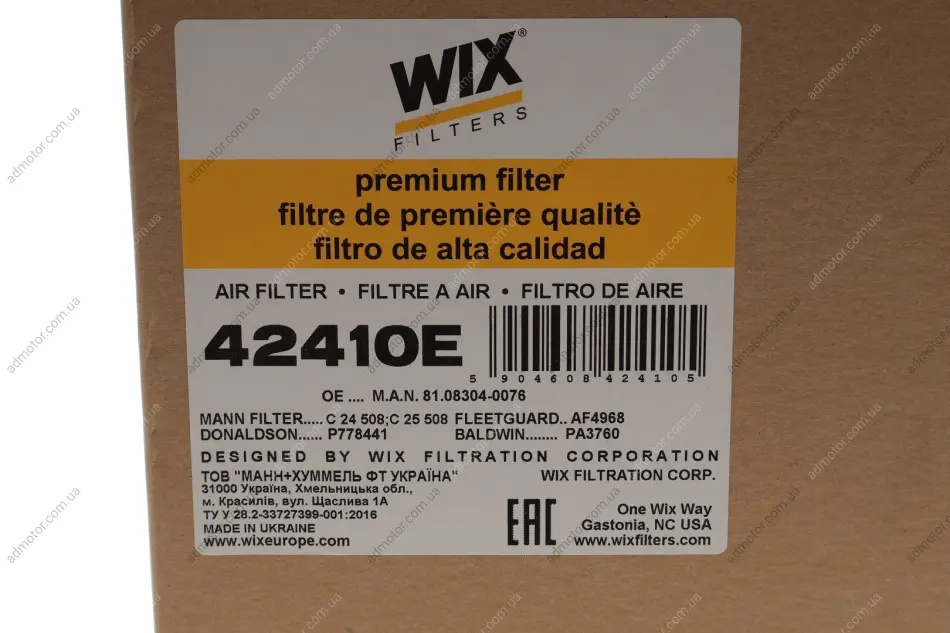 WIX®
FILTERS
premium filter
filtre de première qualitè
filtro de alta calidad
AIR FILTER • FILTRE A AIR • FILTRO DE AIRE
42410E
5 904608 424105
OE .... M.A.N. 81.08304-0076
MANN FILTER..... C 24 508;C 25 508 FLEETGUARD.. AF4968
DONALDSON...... P778441 BALDWIN........ PA3760
DESIGNED BY WIX FILTRATION CORPORATION
ТОВ "МАНН+ХУММЕЛЬ ФТ УКРАЇНА" WIX FILTRATION CORP.
31000 Україна, Хмельницька обл.,
м. Красилів, вул. Щаслива 1А
ТУ У 28.2-33727399-001:2016
MADE IN UKRAINE
www.wixeurope.com
EAC
One Wix Way
Gastonia, NC USA
www.wixfilters.com
admotor.com.ua